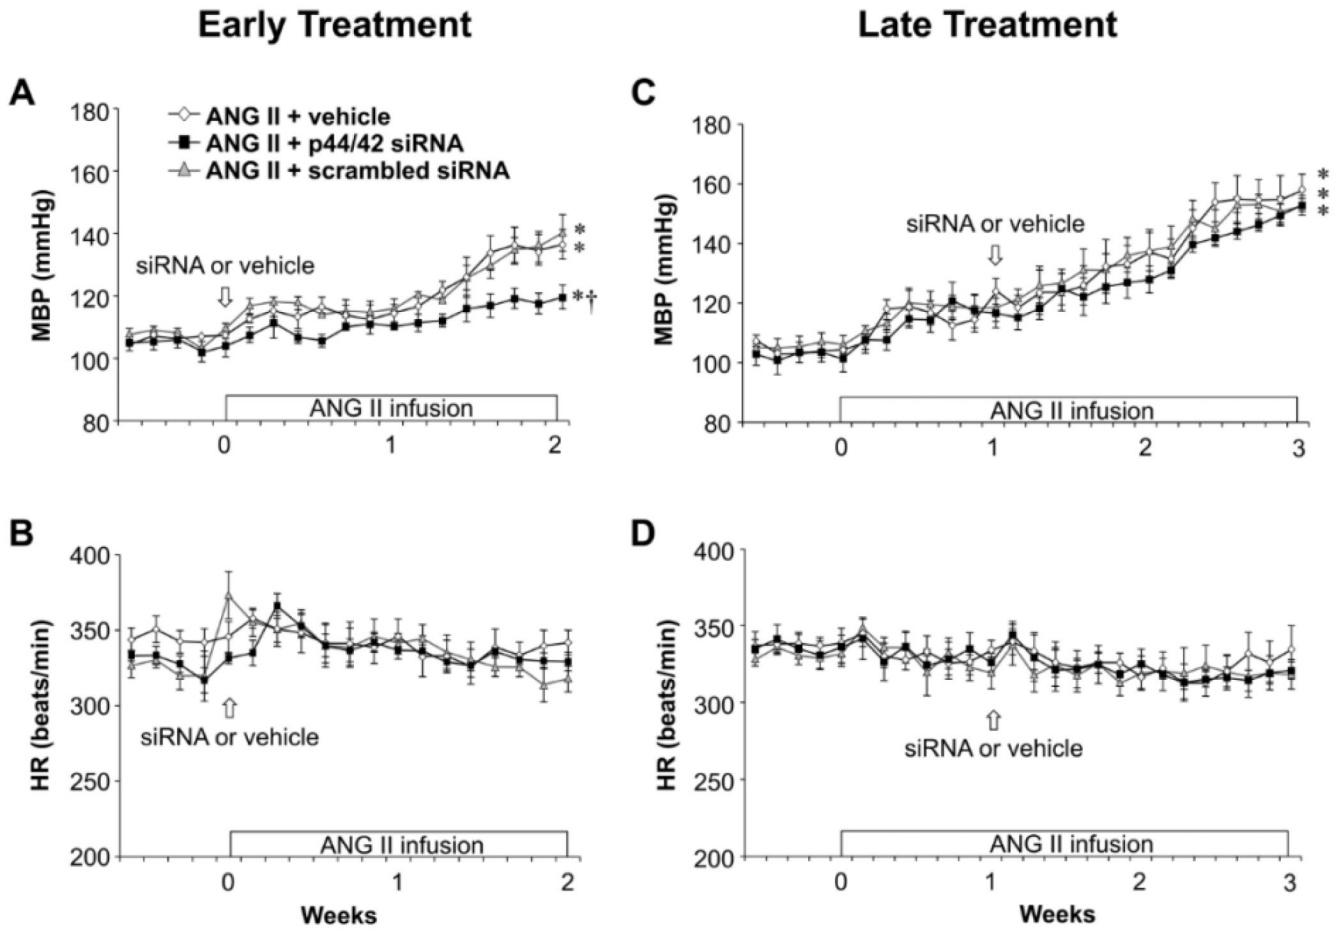 Early Treatment
Late Treatment
A
180
160
140
120
100
80
MBP (mmHg)
ANG II + vehicle
ANG II + p44/42 siRNA
ANG II + scrambled siRNA
siRNA or vehicle
*
*
*†
ANG II infusion
0 1 2
C
180
160
140
120
100
80
MBP (mmHg)
siRNA or vehicle
*
*
*
ANG II infusion
0 1 2 3
B
400
350
300
250
200
HR (beats/min)
siRNA or vehicle
ANG II infusion
0 1 2
Weeks
D
400
350
300
250
200
HR (beats/min)
siRNA or vehicle
ANG II infusion
0 1 2 3
Weeks